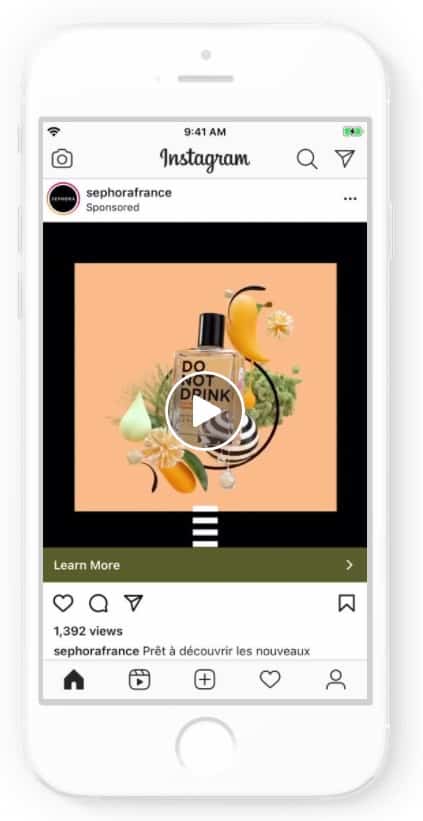 9:41 AM
Instagram
SEPHORA
sephorafrance
Sponsored
DO
NOT
DRINK
Learn More
1,392 views
sephorafrance Prêt à découvrir les nouveaux